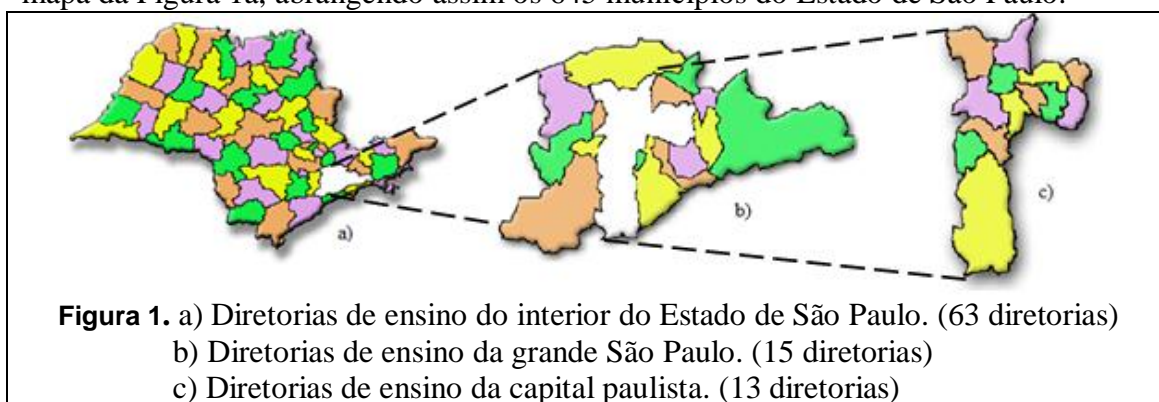 mapa da Figura 1a, abrangendo assim os 645 municípios do Estado de São Paulo.
a)
b)
c)
Figura 1. a) Diretorias de ensino do interior do Estado de São Paulo. (63 diretorias)
b) Diretorias de ensino da grande São Paulo. (15 diretorias)
c) Diretorias de ensino da capital paulista. (13 diretorias)